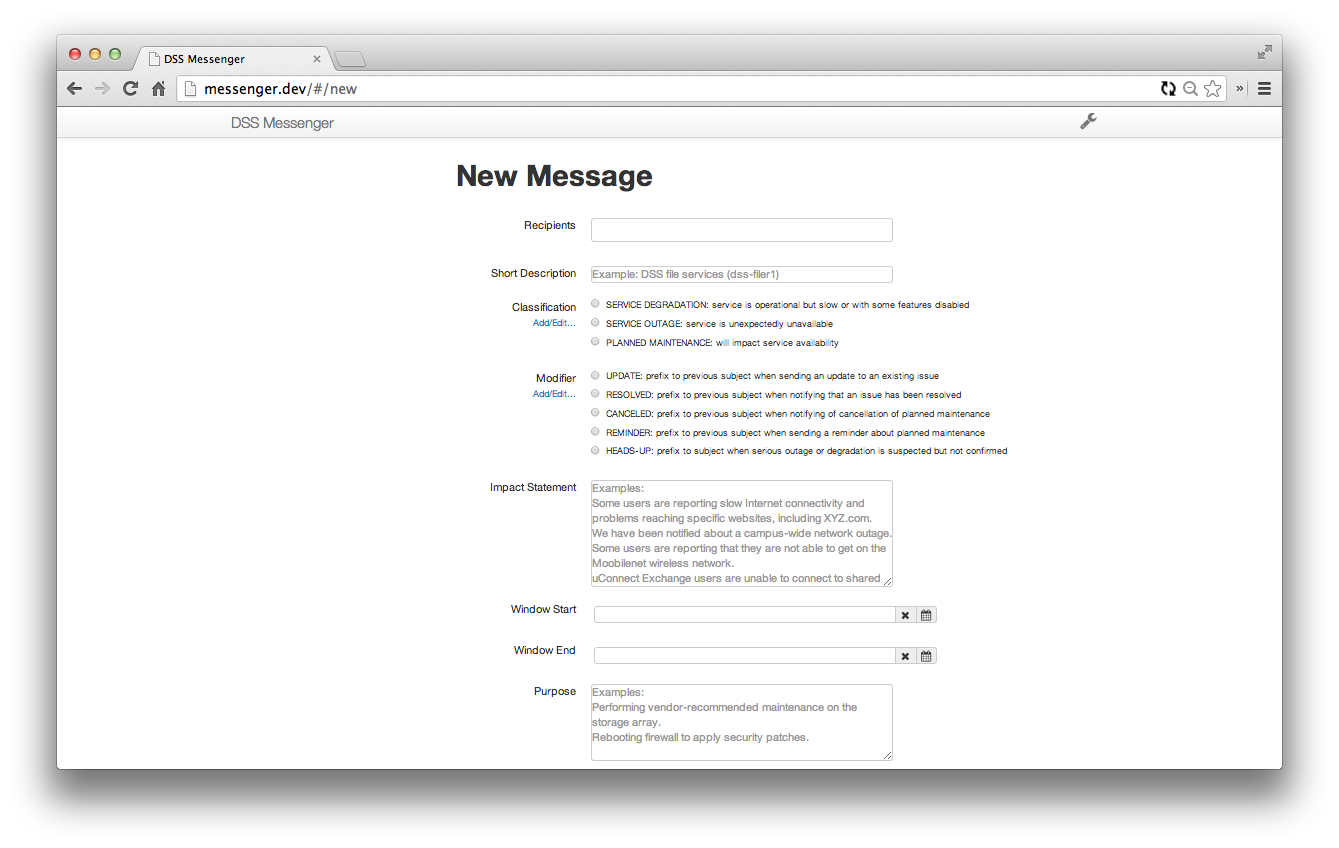 DSS Messenger
messenger.dev/#/new
DSS Messenger
New Message
Recipients
Short Description
Example: DSS file services (dss-filer1)
Classification
Add/Edit...
SERVICE DEGRADATION: service is operational but slow or with some features disabled
SERVICE OUTAGE: service is unexpectedly unavailable
PLANNED MAINTENANCE: will impact service availability
Modifier
Add/Edit...
UPDATE: prefix to previous subject when sending an update to an existing issue
RESOLVED: prefix to previous subject when notifying that an issue has been resolved
CANCELED: prefix to previous subject when notifying of cancellation of planned maintenance
REMINDER: prefix to previous subject when sending a reminder about planned maintenance
HEADS-UP: prefix to subject when serious outage or degradation is suspected but not confirmed
Impact Statement
Examples:
Some users are reporting slow Internet connectivity and
problems reaching specific websites, including XYZ.com.
We have been notified about a campus-wide network outage.
Some users are reporting that they are not able to get on the
Moobilenet wireless network.
uConnect Exchange users are unable to connect to shared
Window Start
Window End
Purpose
Examples:
Performing vendor-recommended maintenance on the
storage array.
Rebooting firewall to apply security patches.